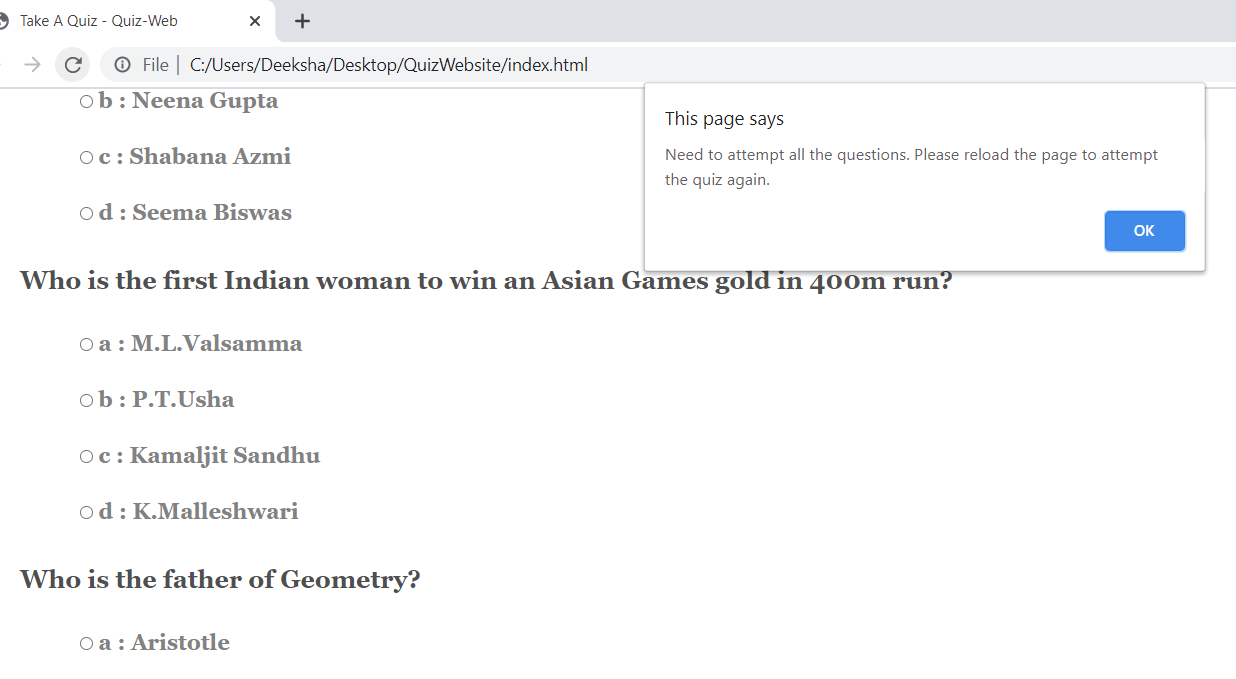 Take A Quiz - Quiz-Web
File | C:/Users/Deeksha/Desktop/QuizWebsite/index.html
b : Neena Gupta
c : Shabana Azmi
d : Seema Biswas
This page says
Need to attempt all the questions. Please reload the page to attempt
the quiz again.
OK
Who is the first Indian woman to win an Asian Games gold in 400m run?
a : M.L.Valsamma
b : P.T.Usha
c : Kamaljit Sandhu
d : K.Malleshwari
Who is the father of Geometry?
a : Aristotle